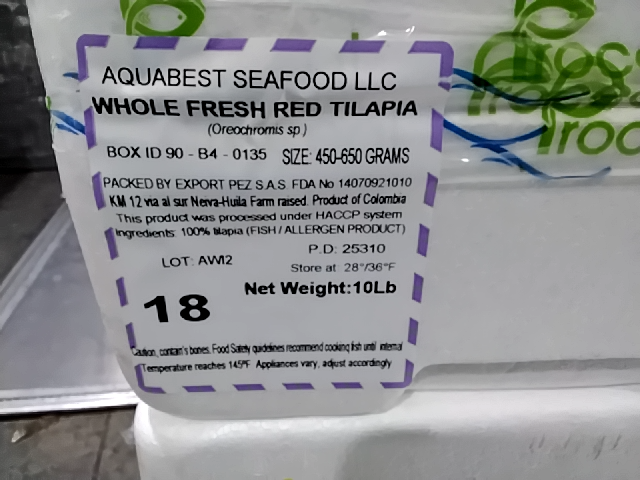 AQUABEST SEAFOOD LLC
WHOLE FRESH RED TILAPIA
(Oreochromis sp)
BOX ID 90 - B4 - 0135 SIZE: 450-650 GRAMS
PACKED BY EXPORT PEZ S.A.S. FDA No 14070921010
KM 12 via al sur Neiva-Huila Farm raised. Product of Colombia
This product was processed under HACCP system
Ingredients: 100% tilapia (FISH / ALLERGEN PRODUCT)
P.D: 25310
LOT: AWI2
Store at: 28°/36°F
Net Weight:10Lb
18
Caution, contain's bones. Food Safety guidelines recommend cooking fish until internal
Temperature reaches 145°F Appliances vary, adjust accordingly